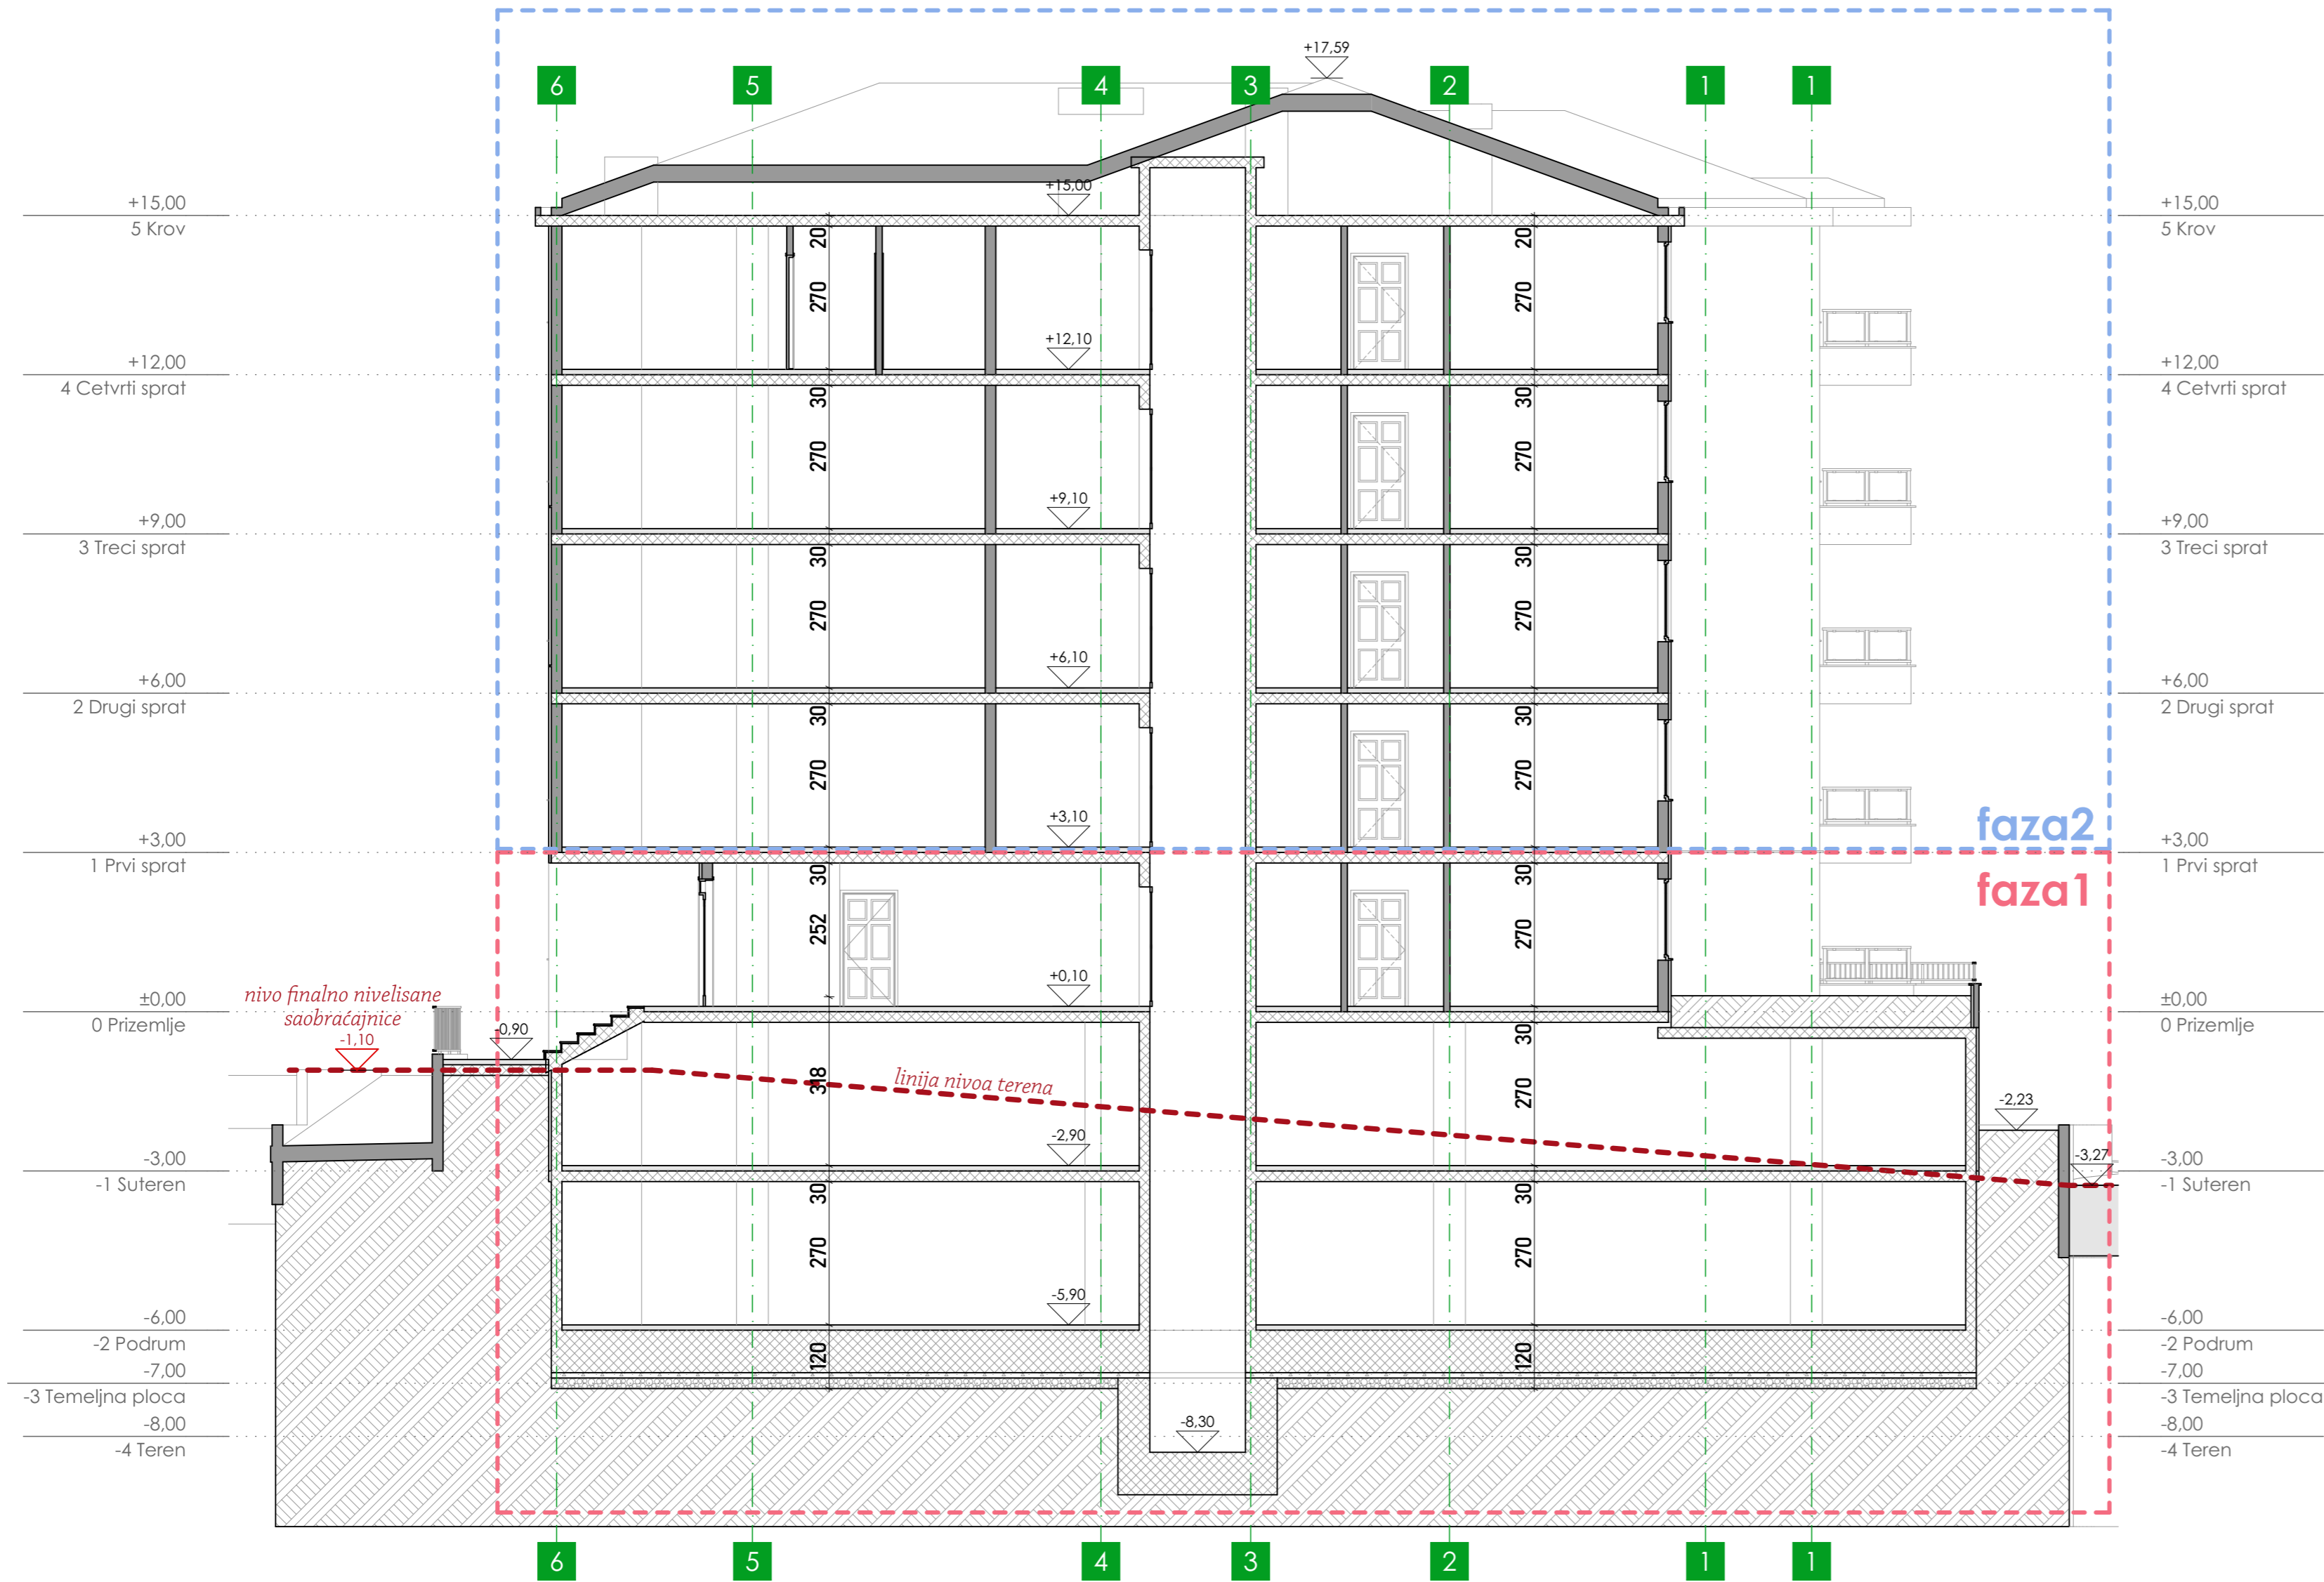 +17,59
6 5 4 3 2 1 1
+15,00
5 Krov
+15,00
+15,00
5 Krov
20
20
270
270
+12,10
+12,00
4 Cetvrti sprat
+12,00
4 Cetvrti sprat
30
30
270
270
+9,10
+9,00
3 Treci sprat
+9,00
3 Treci sprat
30
30
270
270
+6,10
+6,00
2 Drugi sprat
+6,00
2 Drugi sprat
30
30
270
270
+3,10
faza2
+3,00
1 Prvi sprat
+3,00
1 Prvi sprat
faza1
30
30
252
270
+0,10
nivo finalno nivelisane
saobraćajnice
-1,10
±0,00
0 Prizemlje
-0,90
±0,00
0 Prizemlje
30
318
linija nivoa terena
270
-2,23
-2,90
-3,27
-3,00
-1 Suteren
-3,00
-1 Suteren
30
30
270
270
-5,90
-6,00
-2 Podrum
-6,00
-2 Podrum
120
120
-7,00
-3 Temeljna ploca
-7,00
-3 Temeljna ploca
-8,00
-4 Teren
-8,30
-8,00
-4 Teren
6 5 4 3 2 1 1